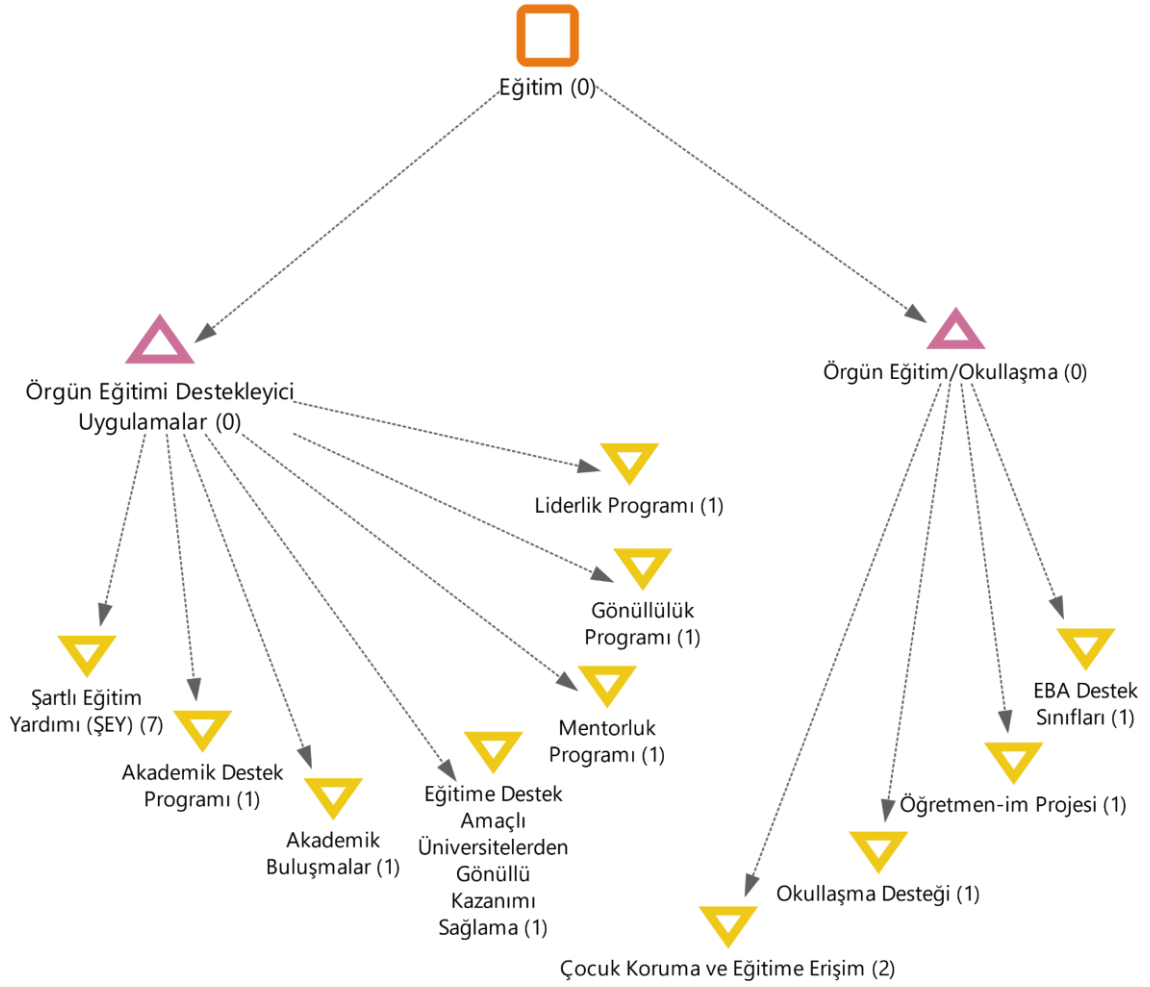 Eğitim (0)
Örgün Eğitimi Destekleyici
Uygulamalar (0)
Örgün Eğitim/Okullaşma (0)
Liderlik Programı (1)
Gönüllülük
Programı (1)
Mentorluk
Programı (1)
Eğitime Destek
Amaçlı
Üniversitelerden
Gönüllü
Kazanımı
Sağlama (1)
Akademik
Buluşmalar (1)
Akademik Destek
Programı (1)
Şartlı Eğitim
Yardımı (ŞEY) (7)
EBA Destek
Sınıfları (1)
Öğretmen-im Projesi (1)
Okullaşma Desteği (1)
Çocuk Koruma ve Eğitime Erişim (2)